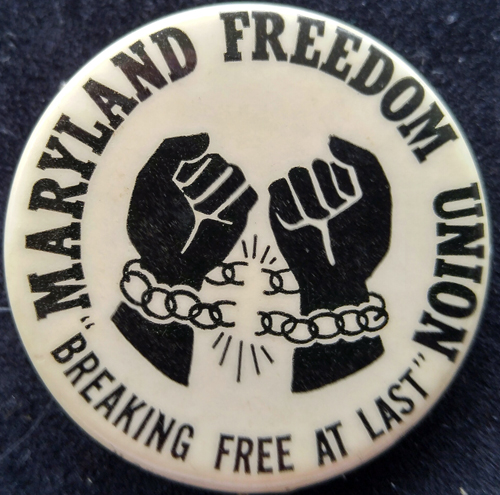 MARYLAND FREEDOM UNION
"BREAKING FREE AT LAST"